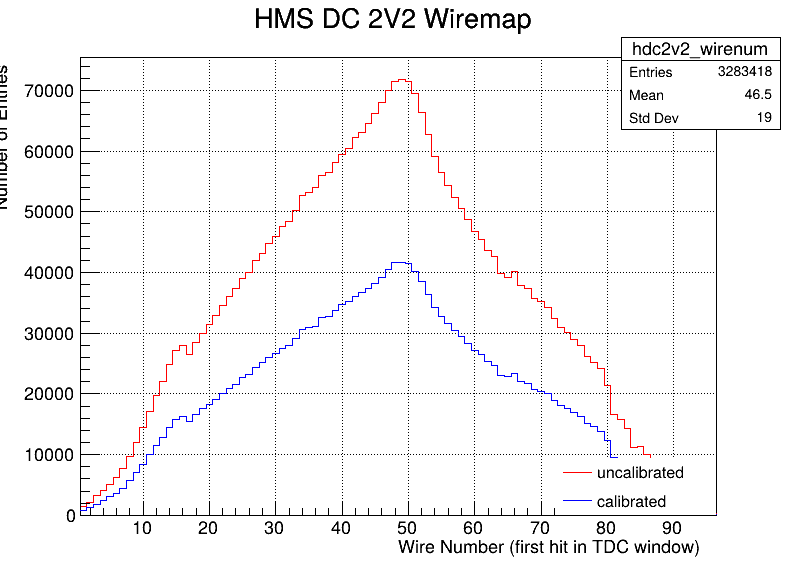 HMS DC 2V2 Wiremap
hdc2v2_wirenum
Entries 3283418
Mean 46.5
Std Dev 19
Number of Entries
70000
60000
50000
40000
30000
20000
10000
0
uncalibrated
calibrated
10 20 30 40 50 60 70 80 90
Wire Number (first hit in TDC window)